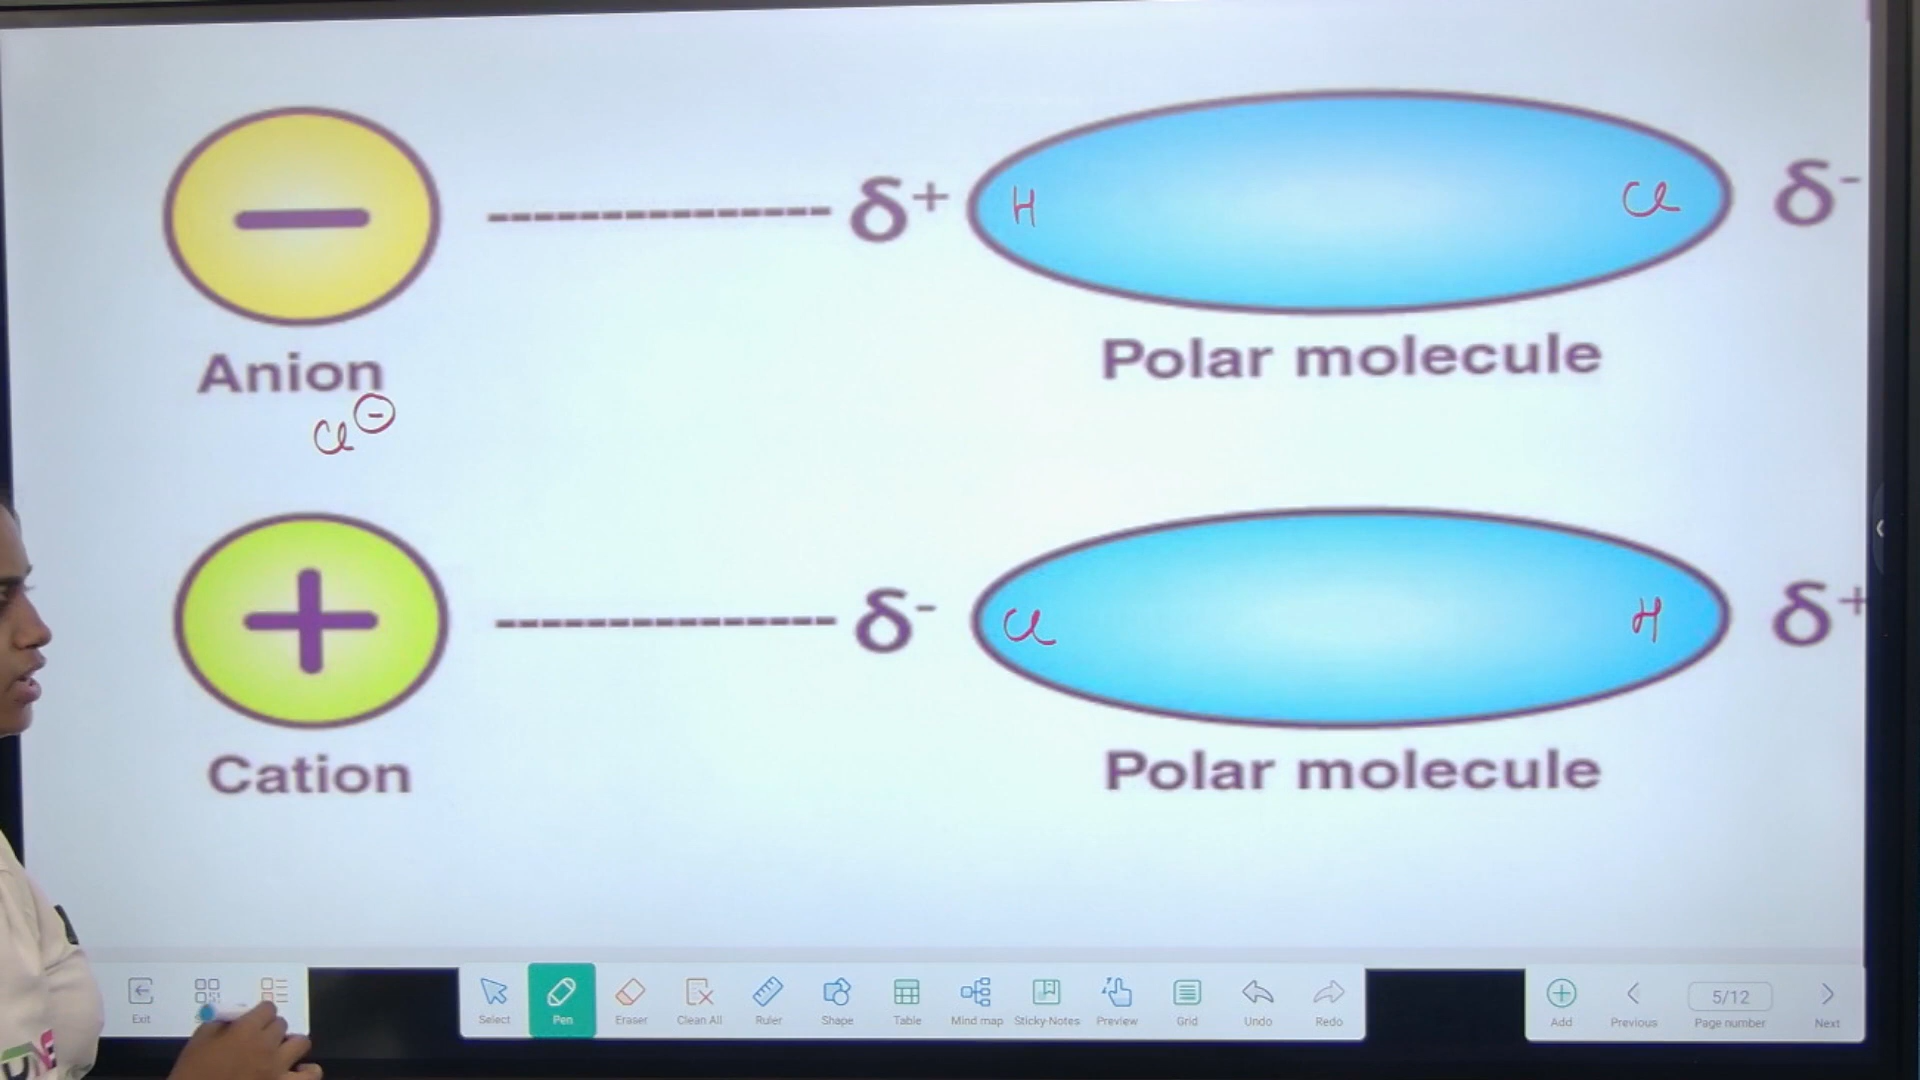 δ+ H Cl δ-
Anion
Polar molecule
Cl⊖
δ- Cl H δ+
Cation
Polar molecule
Exit
Select
Pen
Eraser
Clean All
Ruler
Shape
Table
Mind map
Sticky-Notes
Preview
Grid
Undo
Redo
Add
Previous
5/12
Page number
Next